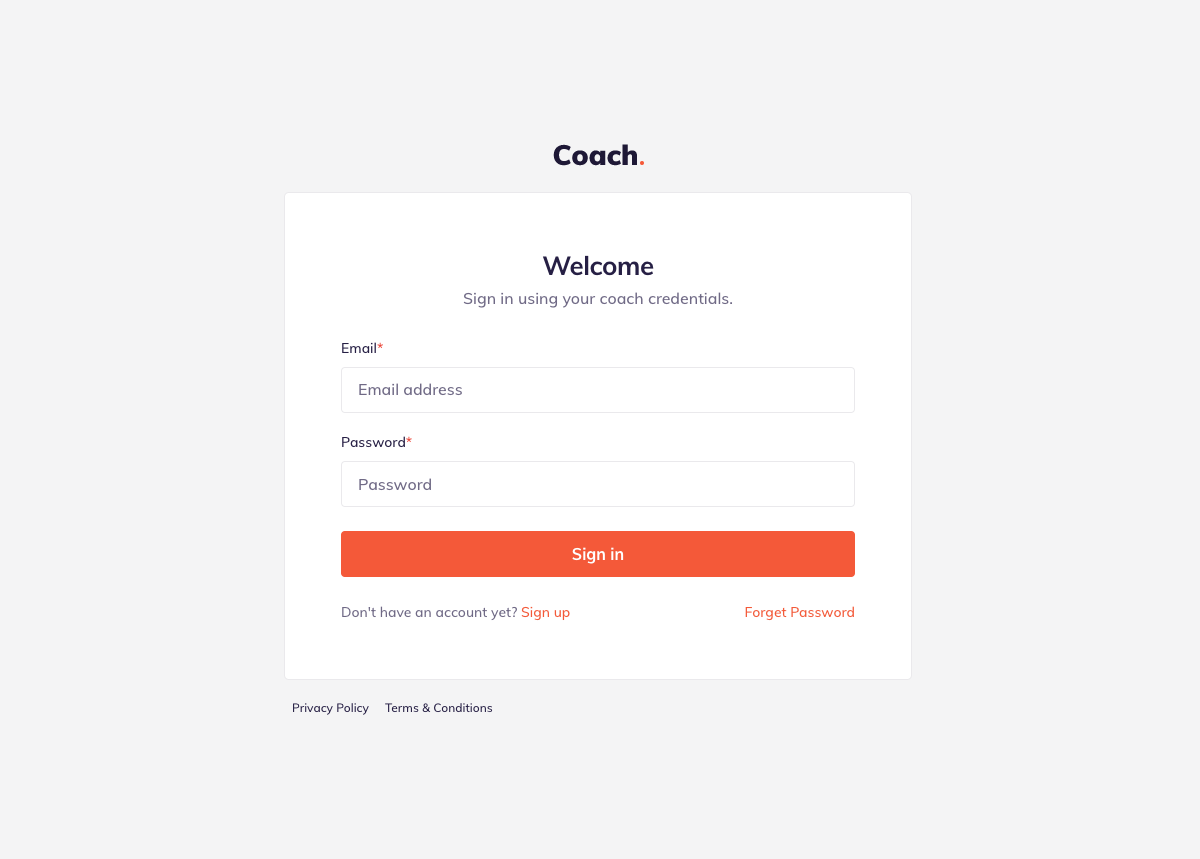 Coach.
Welcome
Sign in using your coach credentials.
Email*
Email address
Password*
Password
Sign in
Don't have an account yet? Sign up Forget Password
Privacy Policy Terms & Conditions